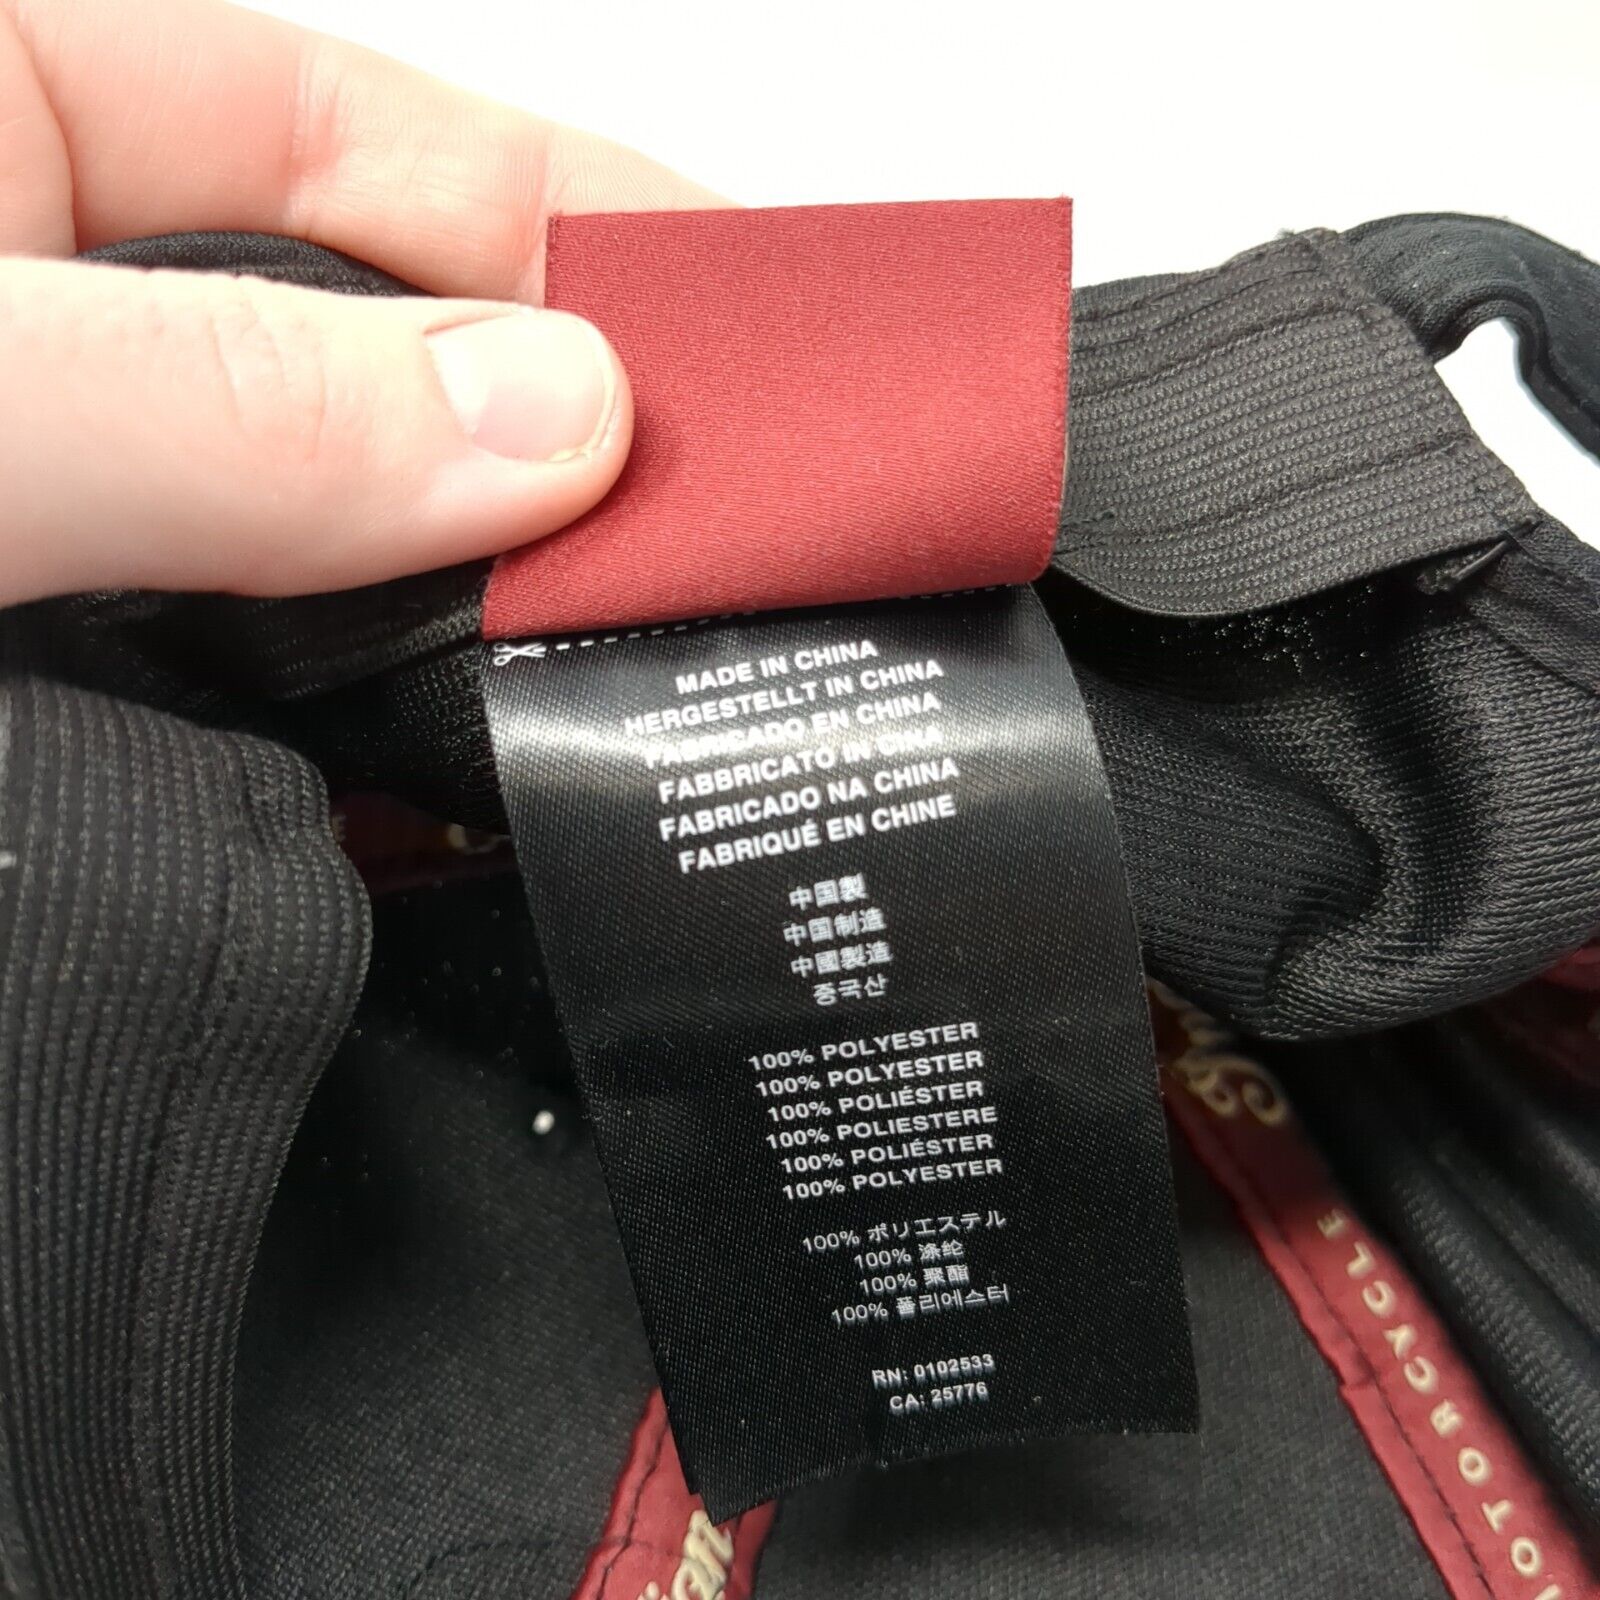 MADE IN CHINA
HERGESTELLT IN CHINA
FABRICADO EN CHINA
FABBRICATO IN CINA
FABRICADO NA CHINA
FABRIQUÉ EN CHINE
中国製
中国制造
中國製造
중국산
100% POLYESTER
100% POLYESTER
100% POLIÉSTER
100% POLIESTERE
100% POLIÉSTER
100% POLYESTER
100% ポリエステル
100% 涤纶
100% 聚酯
100% 폴리에스터
RN: 0102533
CA: 25776
MOTORCYCLE